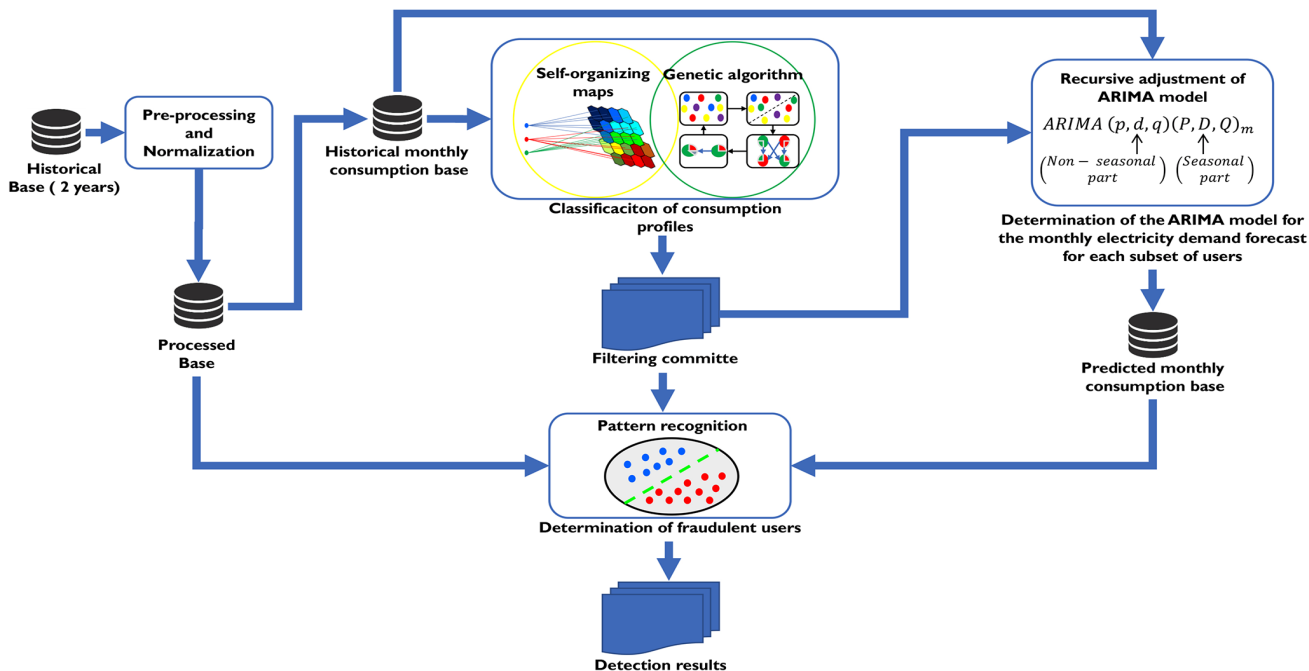 Historical
Base ( 2 years)
Pre-processing
and
Normalization
Processed
Base
Historical monthly
consumption base
Self-organizing
maps
Genetic algorithm
Classificaciton of consumption
profiles
Filtering committe
Recursive adjustment of
ARIMA model
ARIMA (p, d, q)(P, D, Q)m
(Non − seasonal
part) (Seasonal
part)
Determination of the ARIMA model for
the monthly electricity demand forecast
for each subset of users
Predicted monthly
consumption base
Pattern recognition
Determination of fraudulent users
Detection results